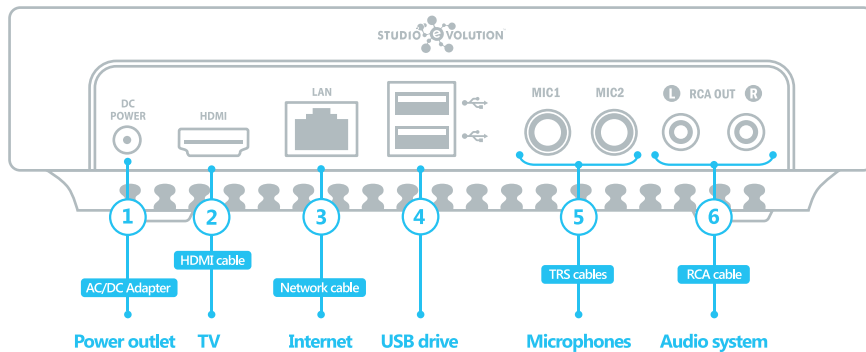 STUDIO eVOLUTION
DC
POWER
HDMI
LAN
MIC1
MIC2
L RCA OUT R
1
2
3
4
5
6
HDMI cable
AC/DC Adapter
Network cable
TRS cables
RCA cable
Power outlet
TV
Internet
USB drive
Microphones
Audio system